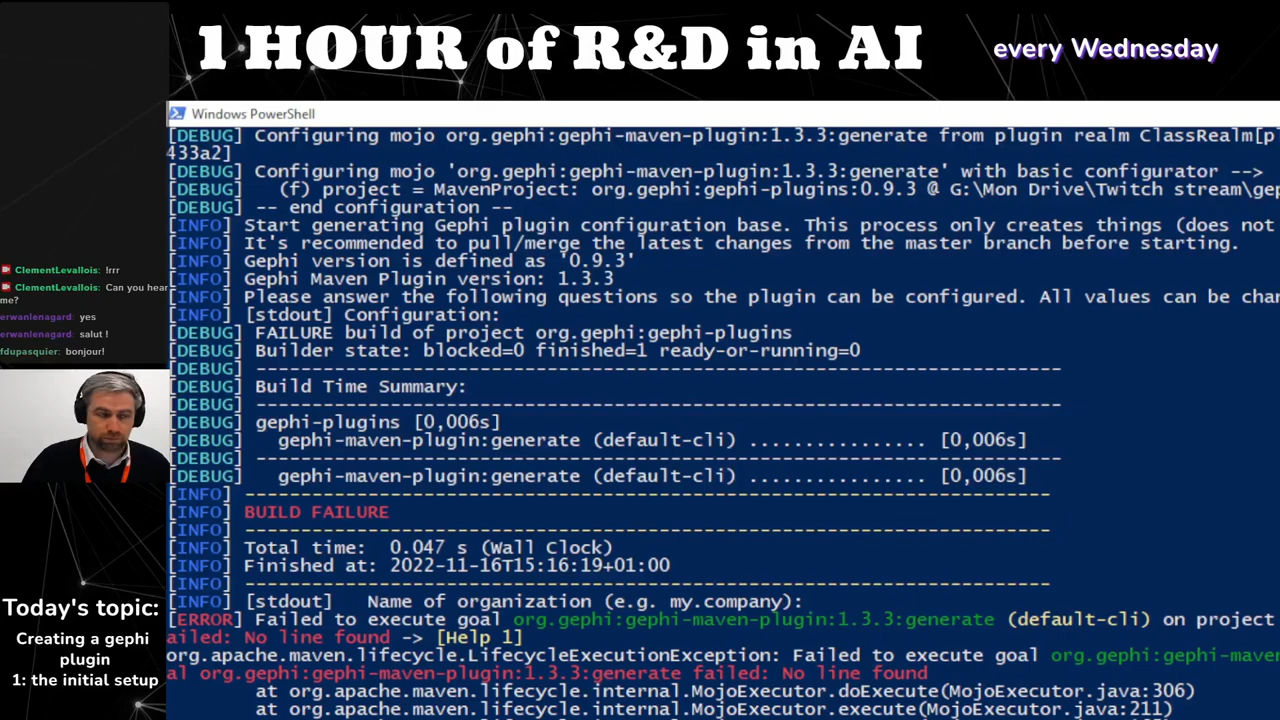 1 HOUR of R&D in AI
every Wednesday
Windows PowerShell
[DEBUG] Configuring mojo org.gephi:gephi-maven-plugin:1.3.3:generate from plugin realm ClassRealm[p
433a2]
[DEBUG] Configuring mojo 'org.gephi:gephi-maven-plugin:1.3.3:generate' with basic configurator -->
[DEBUG] (f) project = MavenProject: org.gephi:gephi-plugins:0.9.3 @ G:\Mon Drive\Twitch stream\gep
[DEBUG] -- end configuration --
[INFO] Start generating Gephi plugin configuration base. This process only creates things (does not
[INFO] It's recommended to pull/merge the latest changes from the master branch before starting.
[INFO] Gephi version is defined as '0.9.3'
[INFO] Gephi Maven Plugin version: 1.3.3
[INFO] Please answer the following questions so the plugin can be configured. All values can be chan
[INFO] [stdout] Configuration:
[DEBUG] FAILURE build of project org.gephi:gephi-plugins
[DEBUG] Builder state: blocked=0 finished=1 ready-or-running=0
[DEBUG] ------------------------------------------------------------------------
[DEBUG] Build Time Summary:
[DEBUG] ------------------------------------------------------------------------
[DEBUG] gephi-plugins [0,006s]
[DEBUG] gephi-maven-plugin:generate (default-cli) ................ [0,006s]
[DEBUG] ------------------------------------------------------------------------
[DEBUG] gephi-maven-plugin:generate (default-cli) ................ [0,006s]
[INFO] ------------------------------------------------------------------------
[INFO] BUILD FAILURE
[INFO] ------------------------------------------------------------------------
[INFO] Total time: 0.047 s (Wall Clock)
[INFO] Finished at: 2022-11-16T15:16:19+01:00
[INFO] ------------------------------------------------------------------------
[INFO] [stdout] Name of organization (e.g. my.company):
[ERROR] Failed to execute goal org.gephi:gephi-maven-plugin:1.3.3:generate (default-cli) on project
ailed: No line found -> [Help 1]
org.apache.maven.lifecycle.LifecycleExecutionException: Failed to execute goal org.gephi:gephi-maven
al org.gephi:gephi-maven-plugin:1.3.3:generate failed: No line found
at org.apache.maven.lifecycle.internal.MojoExecutor.doExecute(MojoExecutor.java:306)
at org.apache.maven.lifecycle.internal.MojoExecutor.execute(MojoExecutor.java:211)
ClementLevallois: !rrr
ClementLevallois: Can you hear
me?
erwanlenagard: yes
erwanlenagard: salut !
fdupasquier: bonjour!
Today's topic:
Creating a gephi
plugin
1: the initial setup